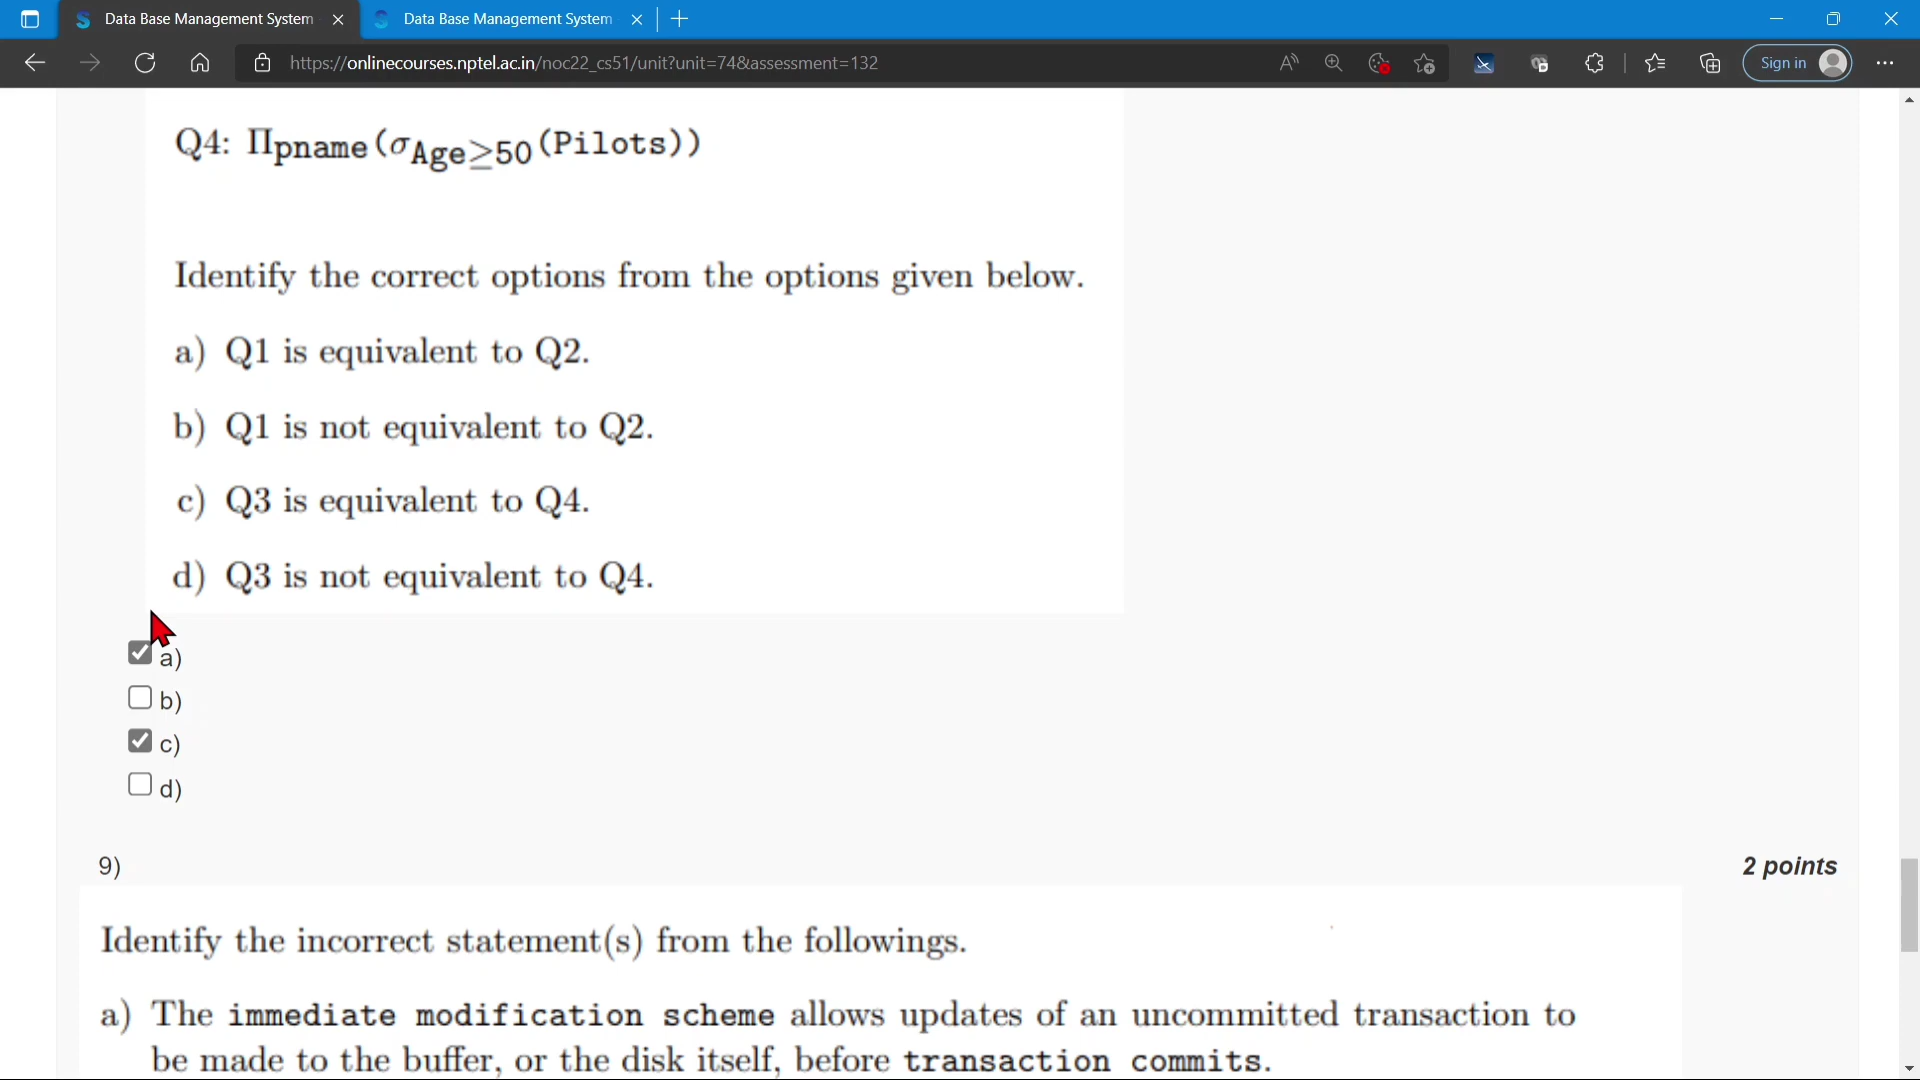 Data Base Management System
Data Base Management System
https://onlinecourses.nptel.ac.in/noc22_cs51/unit?unit=74&assessment=132
Sign in
Q4: Πpname(σAge≥50(Pilots))
Identify the correct options from the options given below.
a) Q1 is equivalent to Q2.
b) Q1 is not equivalent to Q2.
c) Q3 is equivalent to Q4.
d) Q3 is not equivalent to Q4.
a)
b)
c)
d)
9)
2 points
Identify the incorrect statement(s) from the followings.
a) The immediate modification scheme allows updates of an uncommitted transaction to
be made to the buffer, or the disk itself, before transaction commits.